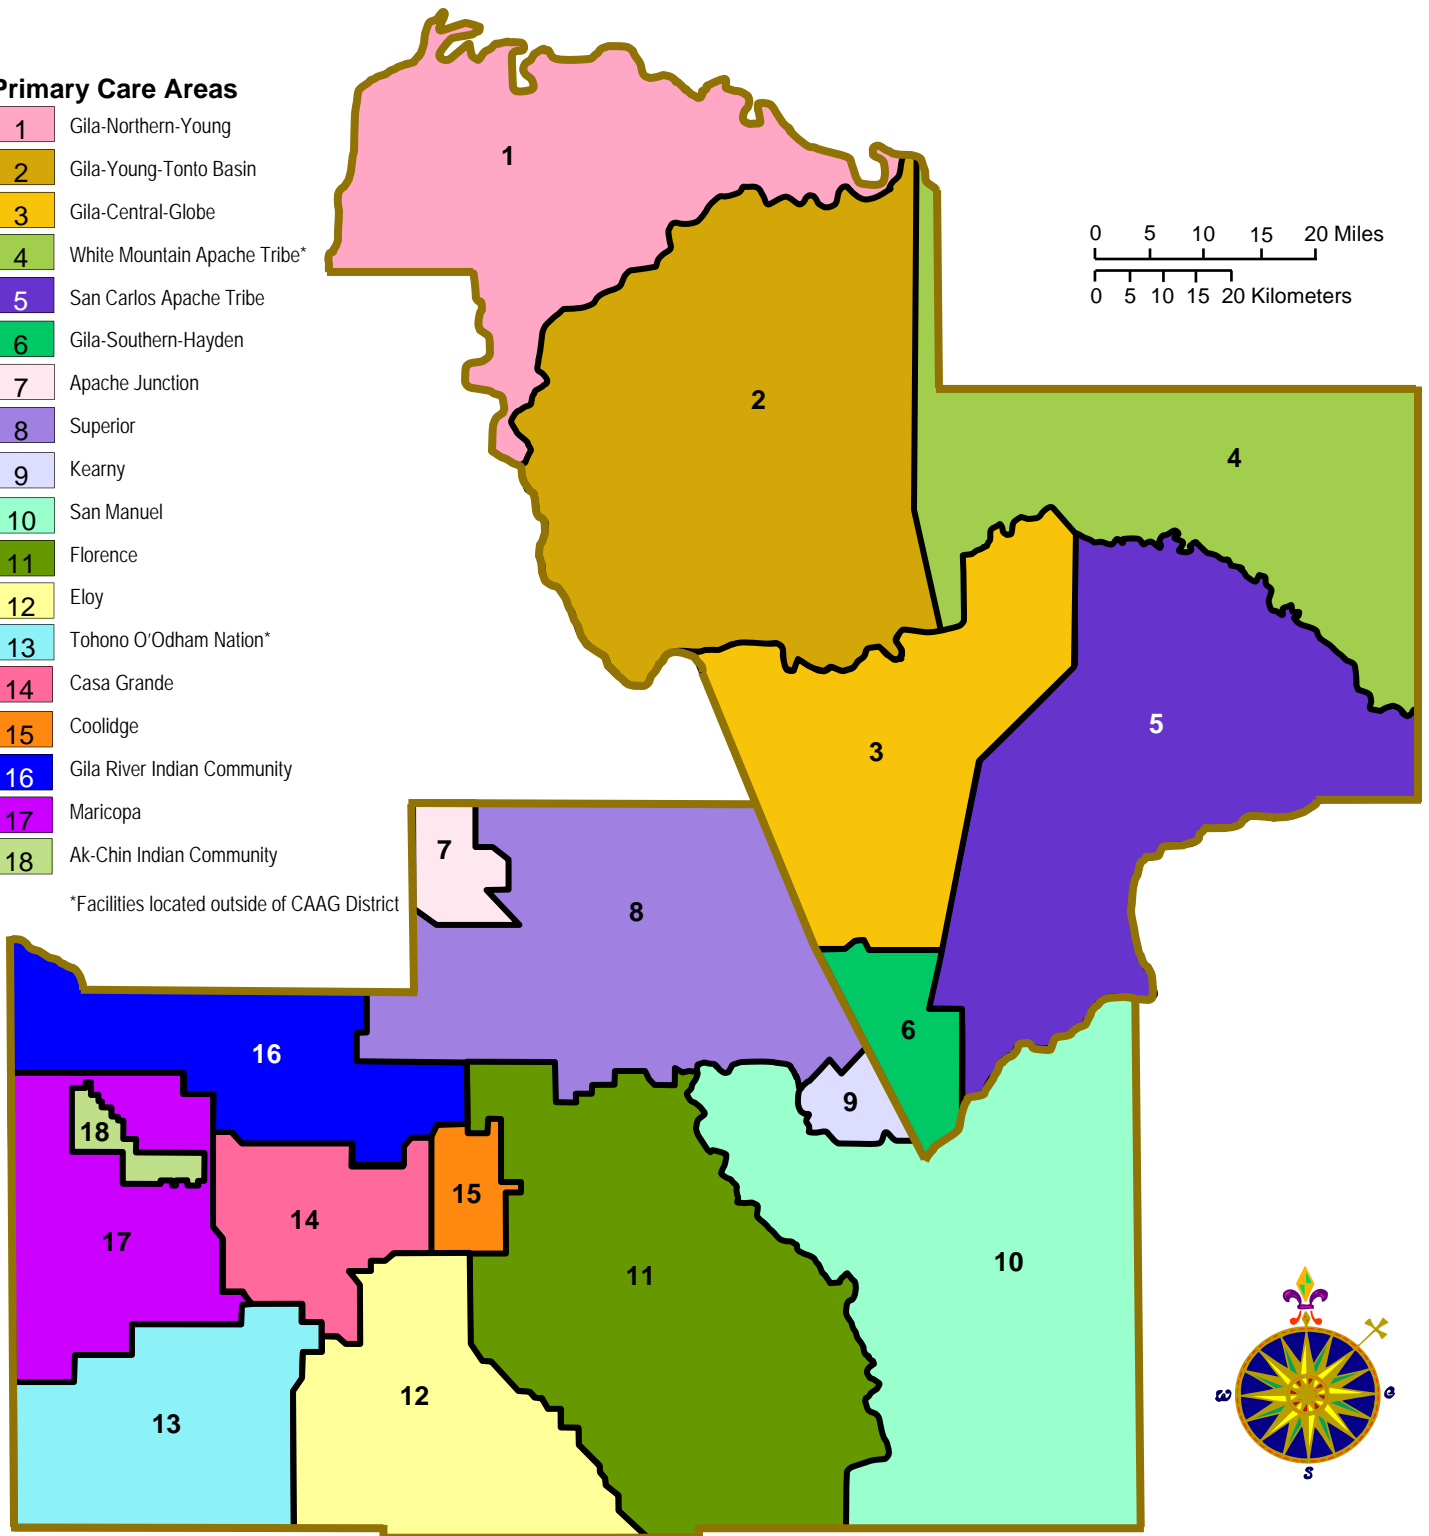 Primary Care Areas
1 Gila-Northern-Young
2 Gila-Young-Tonto Basin
3 Gila-Central-Globe
4 White Mountain Apache Tribe*
5 San Carlos Apache Tribe
6 Gila-Southern-Hayden
7 Apache Junction
8 Superior
9 Kearny
10 San Manuel
11 Florence
12 Eloy
13 Tohono O'Odham Nation*
14 Casa Grande
15 Coolidge
16 Gila River Indian Community
17 Maricopa
18 Ak-Chin Indian Community
*Facilities located outside of CAAG District
0 5 10 15 20 Miles
0 5 10 15 20 Kilometers
1
2
4
5
3
7
8
6
16
9
18
15
14
17
10
11
12
13
S